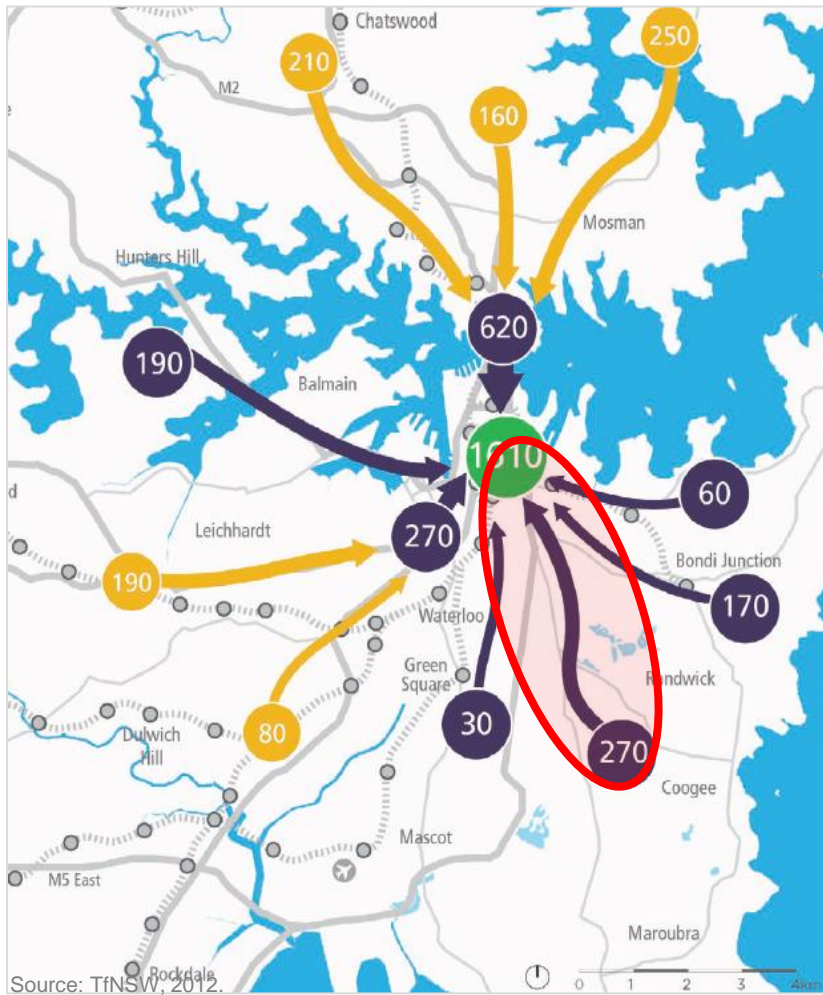 Chatswood
250
210
M2
160
Mosman
Hunters Hill
620
190
Balmain
1610
60
Leichhardt
270
Bondi Junction
190
170
Waterloo
Green
Square
Randwick
30
80
Dulwich
Hill
270
Coogee
Mascot
M5 East
Maroubra
Rockdale
Source: TfNSW, 2012.
0 1 2 3 4km